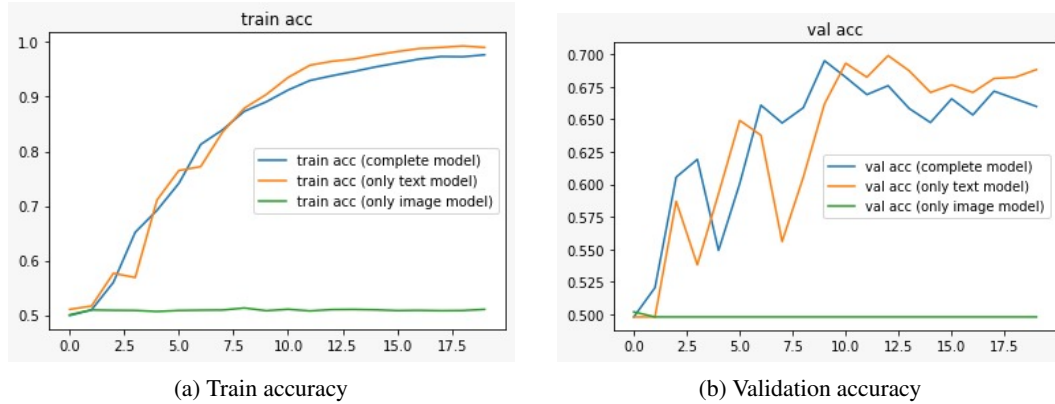 train acc
1.0
0.9
0.8
0.7
0.6
0.5
train acc (complete model)
train acc (only text model)
train acc (only image model)
0.0 2.5 5.0 7.5 10.0 12.5 15.0 17.5
(a) Train accuracy
val acc
0.700
0.675
0.650
0.625
0.600
0.575
0.550
0.525
0.500
val acc (complete model)
val acc (only text model)
val acc (only image model)
0.0 2.5 5.0 7.5 10.0 12.5 15.0 17.5
(b) Validation accuracy